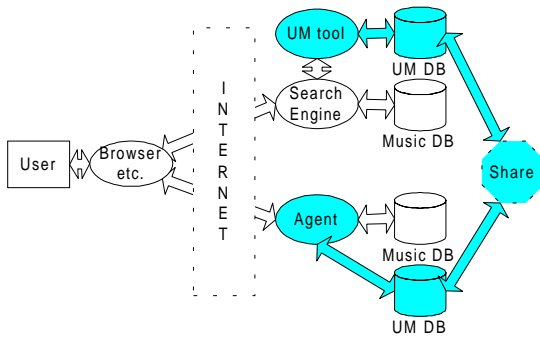 UM tool
UM DB
I
N
T
E
R
N
E
T
Search
Engine
Music DB
User
Browser
etc.
Share
Agent
Music DB
UM DB